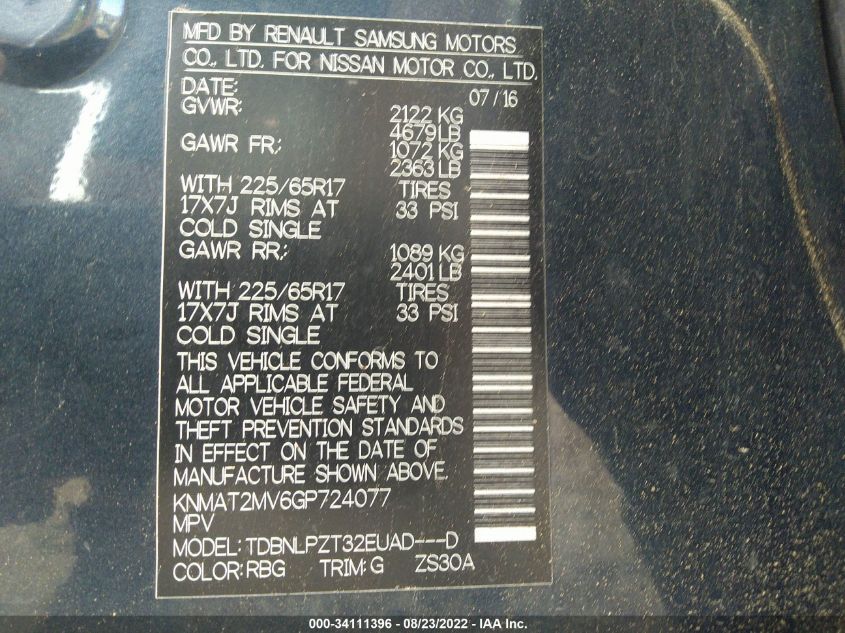 MFD BY RENAULT SAMSUNG MOTORS
CO., LTD. FOR NISSAN MOTOR CO., LTD.
DATE: 07/16
GVWR: 2122 KG
4679 LB
GAWR FR.: 1072 KG
2363 LB
WITH 225/65R17 TIRES
17X7J RIMS AT 33 PSI
COLD SINGLE
GAWR RR.: 1089 KG
2401 LB
WITH 225/65R17 TIRES
17X7J RIMS AT 33 PSI
COLD SINGLE
THIS VEHICLE CONFORMS TO
ALL APPLICABLE FEDERAL
MOTOR VEHICLE SAFETY AND
THEFT PREVENTION STANDARDS
IN EFFECT ON THE DATE OF
MANUFACTURE SHOWN ABOVE.
KNMAT2MV6GP724077
MPV
MODEL: TDBNLPZT32EUAD---D
COLOR: RBG TRIM: G ZS30A
000-34111396 - 08/23/2022 - IAA Inc.